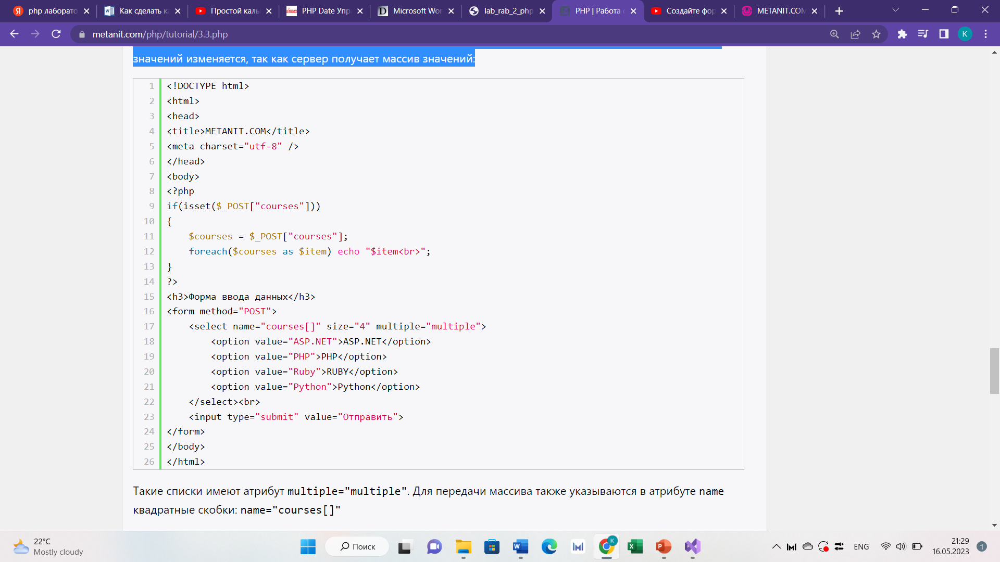 php лаборато
Как сделать к
Простой каль
PHP Date Упр
Microsoft Wor
lab_rab_2_php
PHP | Работа с
Создайте фор
METANIT.COM
metanit.com/php/tutorial/3.3.php
K
значений изменяется, так как сервер получает массив значений:
1 <!DOCTYPE html>
2 <html>
3 <head>
4 <title>METANIT.COM</title>
5 <meta charset="utf-8" />
6 </head>
7 <body>
8 <?php
9 if(isset($_POST["courses"]))
10 {
11     $courses = $_POST["courses"];
12     foreach($courses as $item) echo "$item<br>";
13 }
14 ?>
15 <h3>Форма ввода данных</h3>
16 <form method="POST">
17     <select name="courses[]" size="4" multiple="multiple">
18         <option value="ASP.NET">ASP.NET</option>
19         <option value="PHP">PHP</option>
20         <option value="Ruby">RUBY</option>
21         <option value="Python">Python</option>
22     </select><br>
23     <input type="submit" value="Отправить">
24 </form>
25 </body>
26 </html>
Такие списки имеют атрибут multiple="multiple". Для передачи массива также указываются в атрибуте name
квадратные скобки: name="courses[]"
22°C
Mostly cloudy
Поиск
ENG
21:29
16.05.2023
1